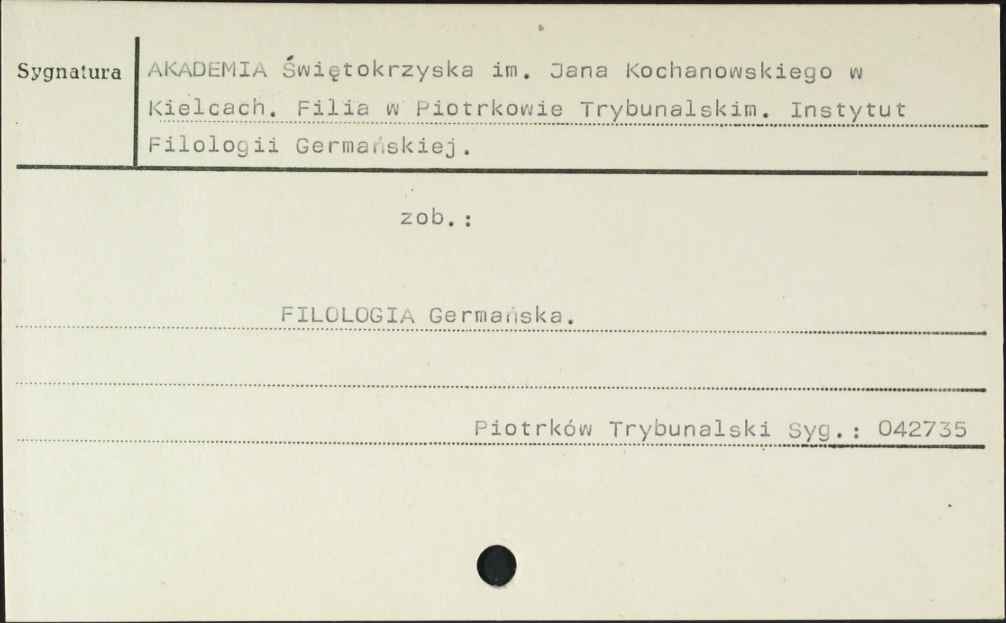 Sygnatura
AKADEMIA Świętokrzyska im. Jana Kochanowskiego w
Kielcach. Filia w Piotrkowie Trybunalskim. Instytut
Filologii Germańskiej.
zob.:
FILOLOGIA Germańska.
Piotrków Trybunalski Syg.: 042735